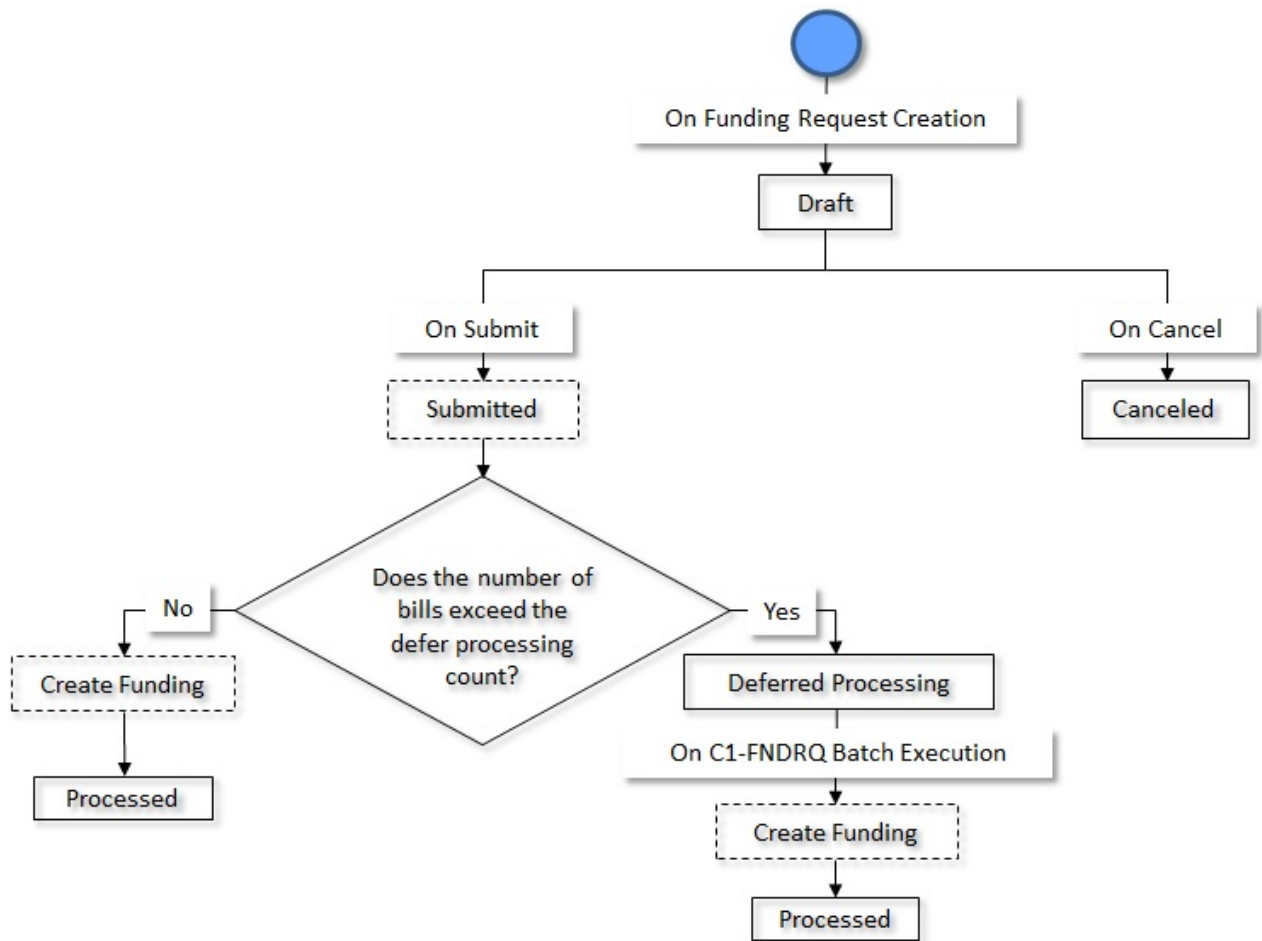 On Funding Request Creation
Draft
On Submit
On Cancel
Submitted
Canceled
Does the number of
bills exceed the
defer processing
count?
No
Yes
Create Funding
Deferred Processing
On C1-FNDRQ Batch Execution
Processed
Create Funding
Processed